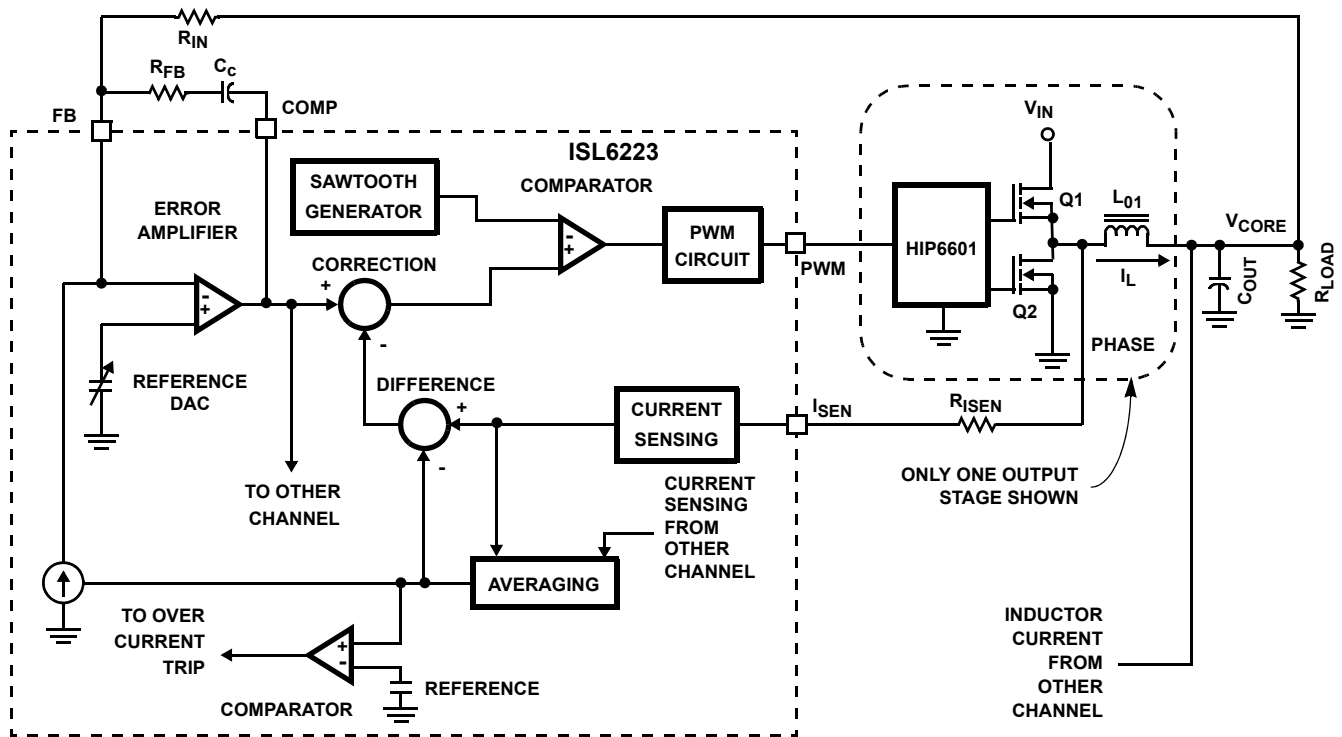 RIN
RFB
Cc
FB
COMP
VIN
ISL6223
SAWTOOTH
GENERATOR
COMPARATOR
ERROR
AMPLIFIER
PWM
CIRCUIT
PWM
HIP6601
Q1
Q2
L01
IL
VCORE
COUT
RLOAD
PHASE
CORRECTION
+
-
-
+
-
+
REFERENCE
DAC
DIFFERENCE
+
-
CURRENT
SENSING
ISEN
RISEN
ONLY ONE OUTPUT
STAGE SHOWN
TO OTHER
CHANNEL
CURRENT
SENSING
FROM
OTHER
CHANNEL
AVERAGING
TO OVER
CURRENT
TRIP
+
-
REFERENCE
COMPARATOR
INDUCTOR
CURRENT
FROM
OTHER
CHANNEL